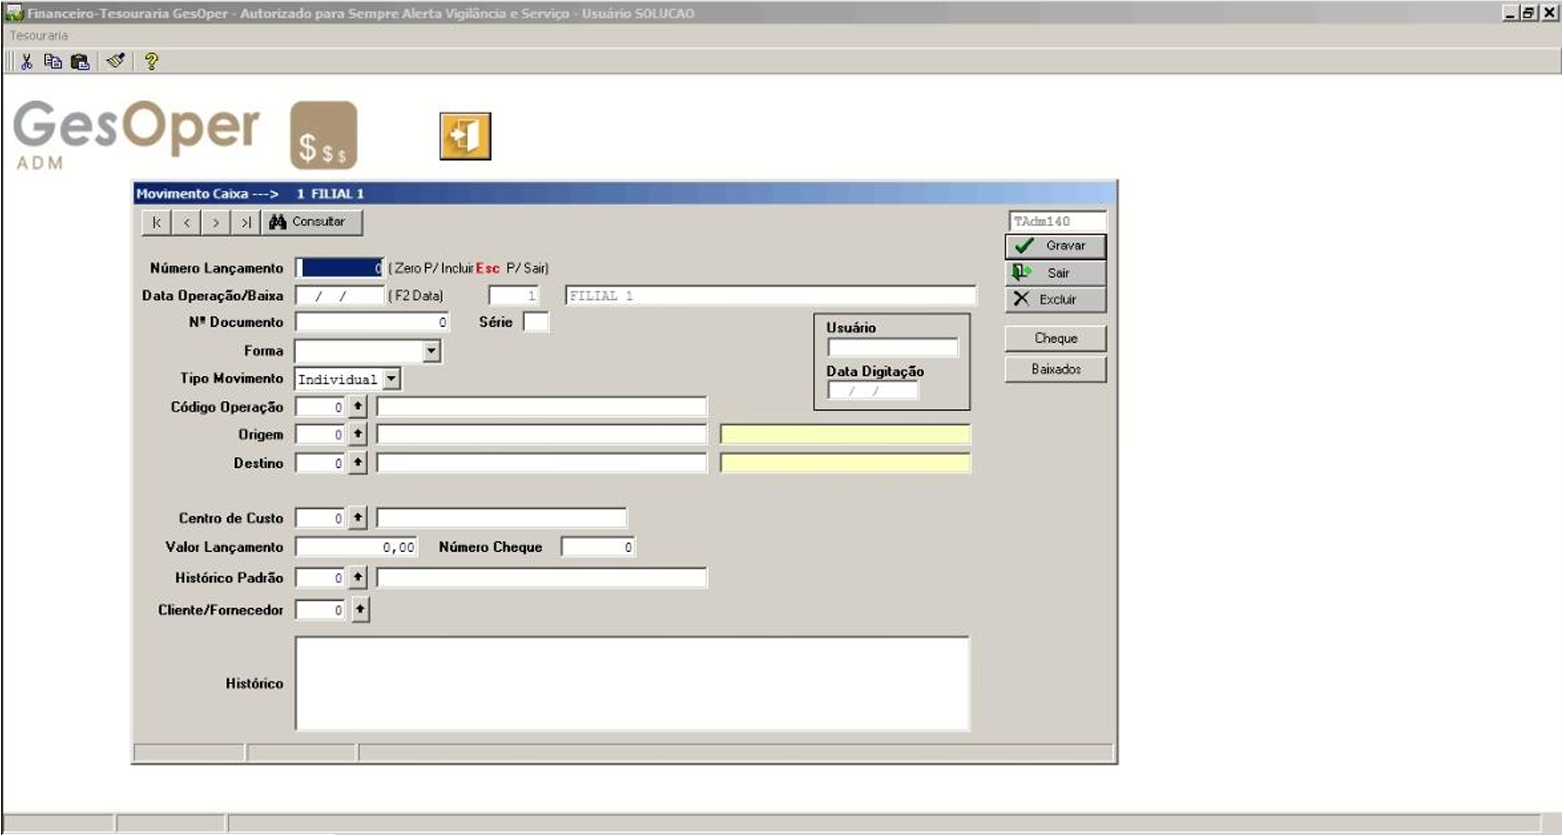 Financeiro-Tesouraria GesOper - Autorizado para Sempre Alerta Vigilância e Serviço - Usuário SOLUCAO
Tesouraria
GesOper
ADM
$ $ $
Movimento Caixa ---> 1 FILIAL 1
|< < > >| Consultar
TAdm140
Gravar
Número Lançamento 0 ( Zero P/ Incluir Esc P/ Sair)
Sair
Data Operação/Baixa / / ( F2 Data) 1 FILIAL 1
Excluir
Nº Documento 0 Série
Usuário
Cheque
Forma
Data Digitação
Baixados
Tipo Movimento Individual
/ /
Código Operação 0
Origem 0
Destino 0
Centro de Custo 0
Valor Lançamento 0,00 Número Cheque 0
Histórico Padrão 0
Cliente/Fornecedor 0
Histórico